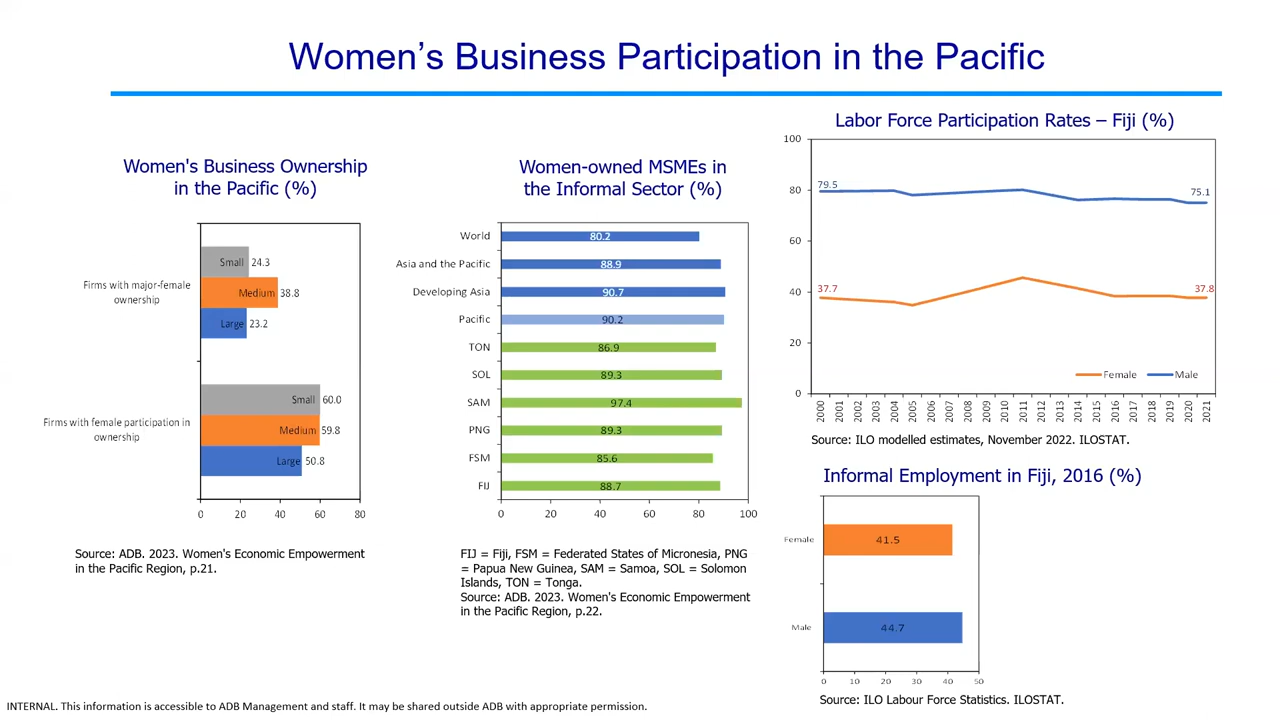 Women’s Business Participation in the Pacific
Women's Business Ownership
in the Pacific (%)
Firms with major-female
ownership
Small 24.3
Medium 38.8
Large 23.2
Firms with female participation in
ownership
Small 60.0
Medium 59.8
Large 50.8
0 20 40 60 80
Source: ADB. 2023. Women's Economic Empowerment
in the Pacific Region, p.21.
Women-owned MSMEs in
the Informal Sector (%)
World 80.2
Asia and the Pacific 88.9
Developing Asia 90.7
Pacific 90.2
TON 86.9
SOL 89.3
SAM 97.4
PNG 89.3
FSM 85.6
FIJ 88.7
0 20 40 60 80 100
FIJ = Fiji, FSM = Federated States of Micronesia, PNG
= Papua New Guinea, SAM = Samoa, SOL = Solomon
Islands, TON = Tonga.
Source: ADB. 2023. Women's Economic Empowerment
in the Pacific Region, p.22.
Labor Force Participation Rates – Fiji (%)
100
80
60
40
20
0
79.5
75.1
37.7
37.8
Female Male
2000 2001 2002 2003 2004 2005 2006 2007 2008 2009 2010 2011 2013 2014 2015 2016 2017 2018 2019 2020 2021
Source: ILO modelled estimates, November 2022. ILOSTAT.
Informal Employment in Fiji, 2016 (%)
Female 41.5
Male 44.7
0 10 20 30 40 50
Source: ILO Labour Force Statistics. ILOSTAT.
INTERNAL. This information is accessible to ADB Management and staff. It may be shared outside ADB with appropriate permission.